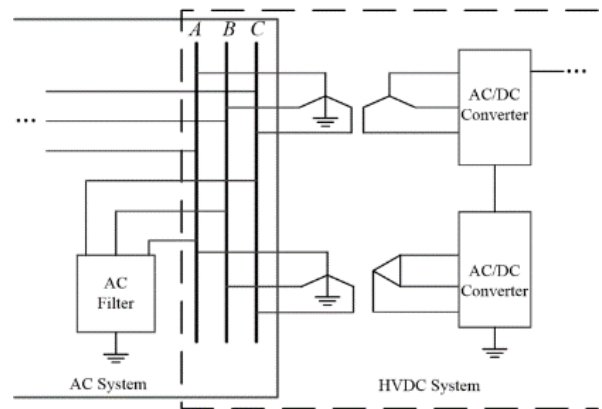 A B C
AC/DC
Converter
AC/DC
Converter
AC
Filter
AC System
HVDC System